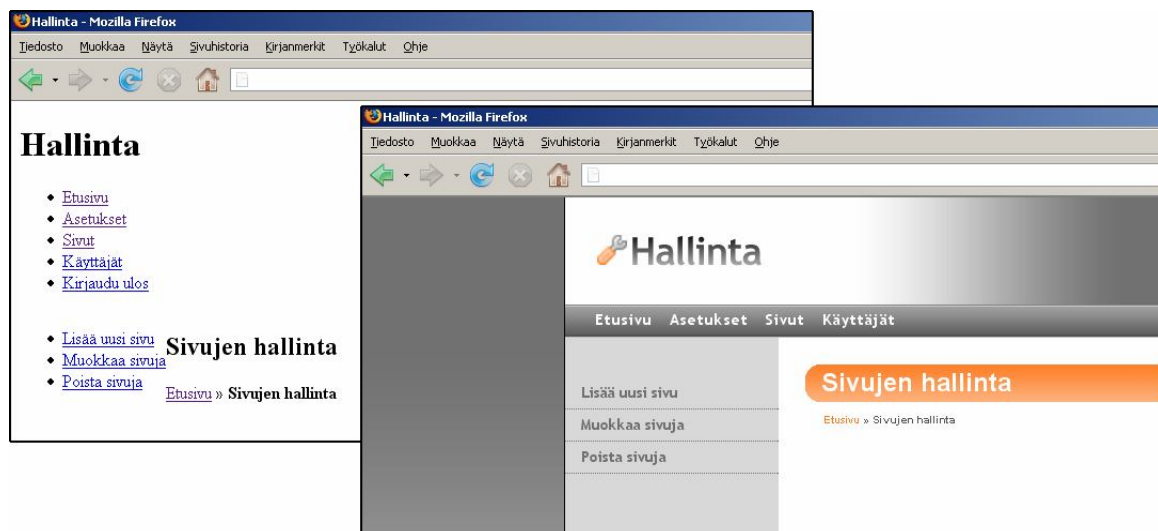 Hallinta - Mozilla Firefox
Tiedosto Muokkaa Näytä Sivuhistoria Kirjanmerkit Työkalut Ohje
Hallinta
Etusivu
Asetukset
Sivut
Käyttäjät
Kirjaudu ulos
Lisää uusi sivu
Muokkaa sivuja
Poista sivuja
Sivujen hallinta
Etusivu » Sivujen hallinta
Hallinta - Mozilla Firefox
Tiedosto Muokkaa Näytä Sivuhistoria Kirjanmerkit Työkalut Ohje
Hallinta
Etusivu Asetukset Sivut Käyttäjät
Lisää uusi sivu
Muokkaa sivuja
Poista sivuja
Sivujen hallinta
Etusivu » Sivujen hallinta